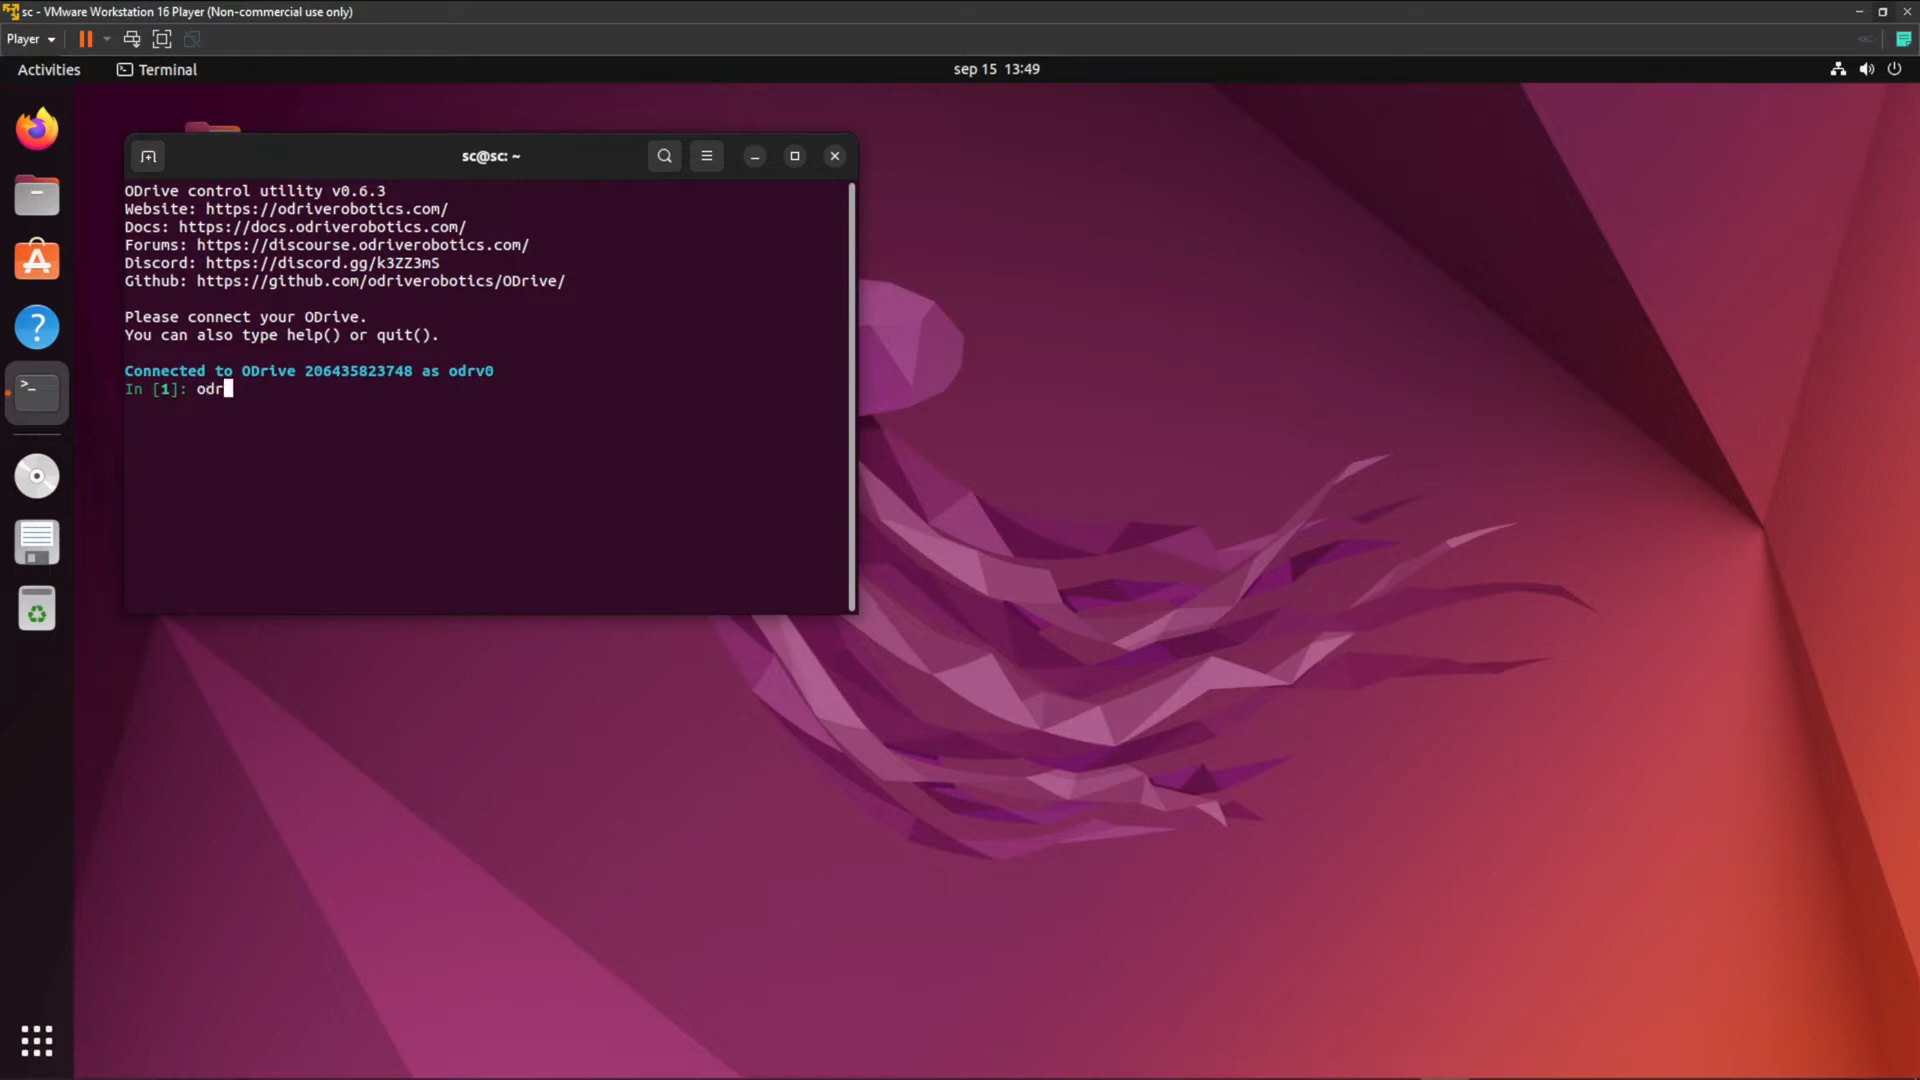 sc - VMware Workstation 16 Player (Non-commercial use only)
Player
Activities
Terminal
sep 15 13:49
sc@sc: ~
ODrive control utility v0.6.3
Website: https://odriverobotics.com/
Docs: https://docs.odriverobotics.com/
Forums: https://discourse.odriverobotics.com/
Discord: https://discord.gg/k3ZZ3mS
Github: https://github.com/odriverobotics/ODrive/
Please connect your ODrive.
You can also type help() or quit().
Connected to ODrive 206435823748 as odrv0
In [1]: odr